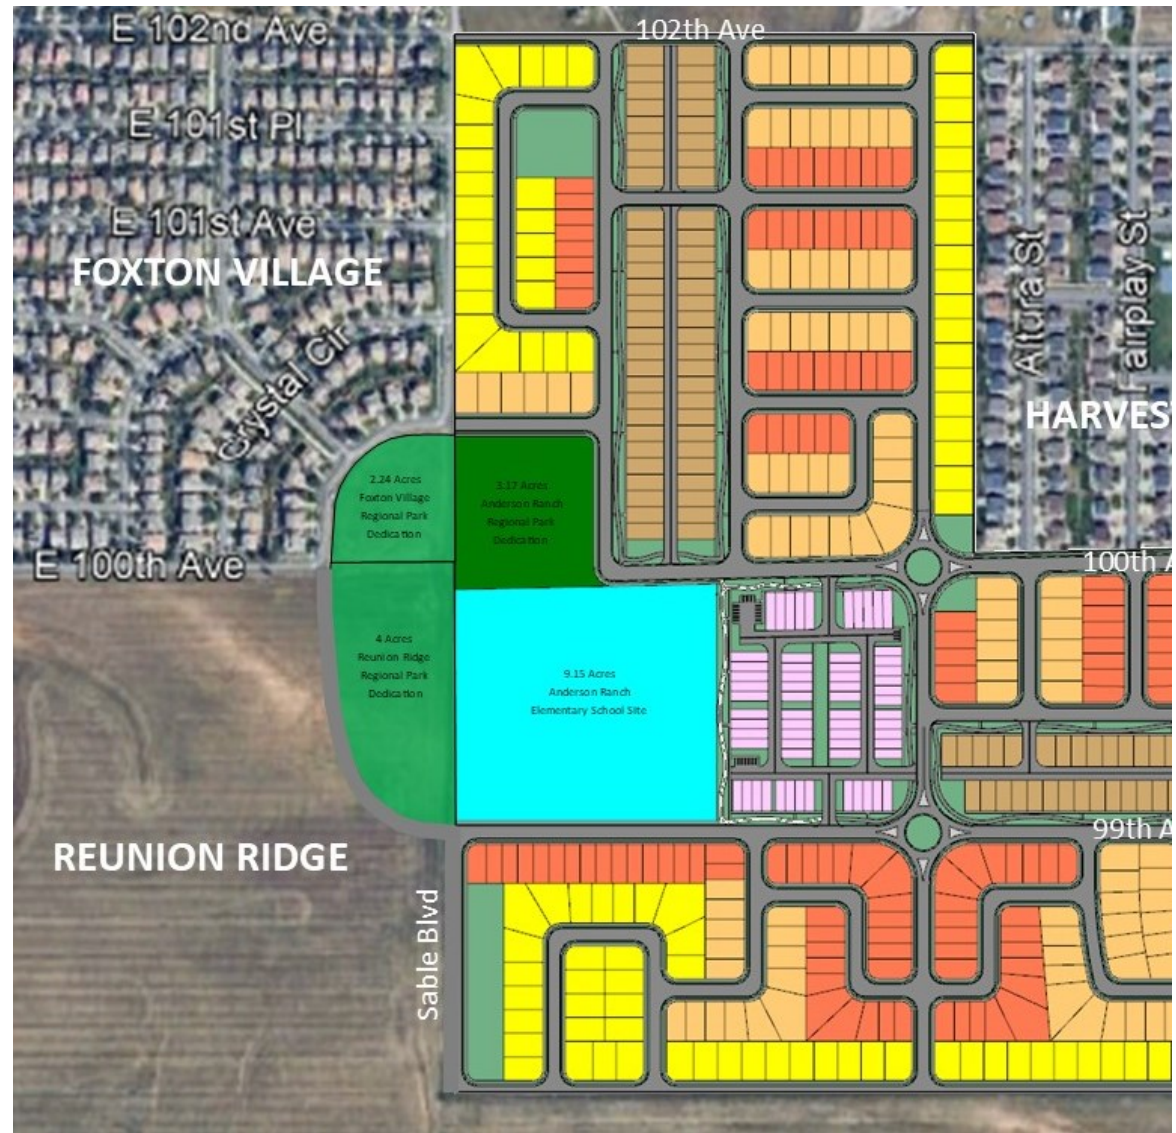 E 102nd Ave
102th Ave
E 101st Pl
E 101st Ave
FOXTON VILLAGE
Altura St
Fairplay St
Crystal Cir
HARVES
2.24 Acres
Foxton Village
Regional Park
Dedication
3.17 Acres
Anderson Ranch
Regional Park
Dedication
E 100th Ave
100th A
4 Acres
Reunion Ridge
Regional Park
Dedication
9.15 Acres
Anderson Ranch
Elementary School Site
99th A
REUNION RIDGE
Sable Blvd